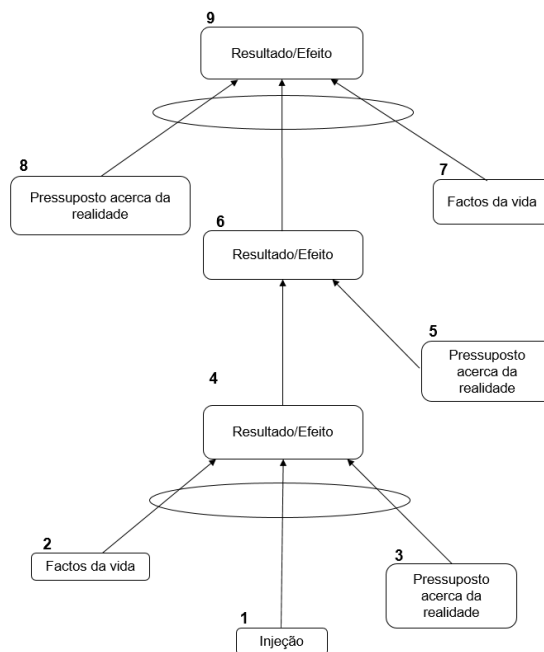 9
Resultado/Efeito
8
Pressuposto acerca da
realidade
7
Factos da vida
6
Resultado/Efeito
5
Pressuposto
acerca da
realidade
4
Resultado/Efeito
2
Factos da vida
3
Pressuposto
acerca da
realidade
1
Injeção